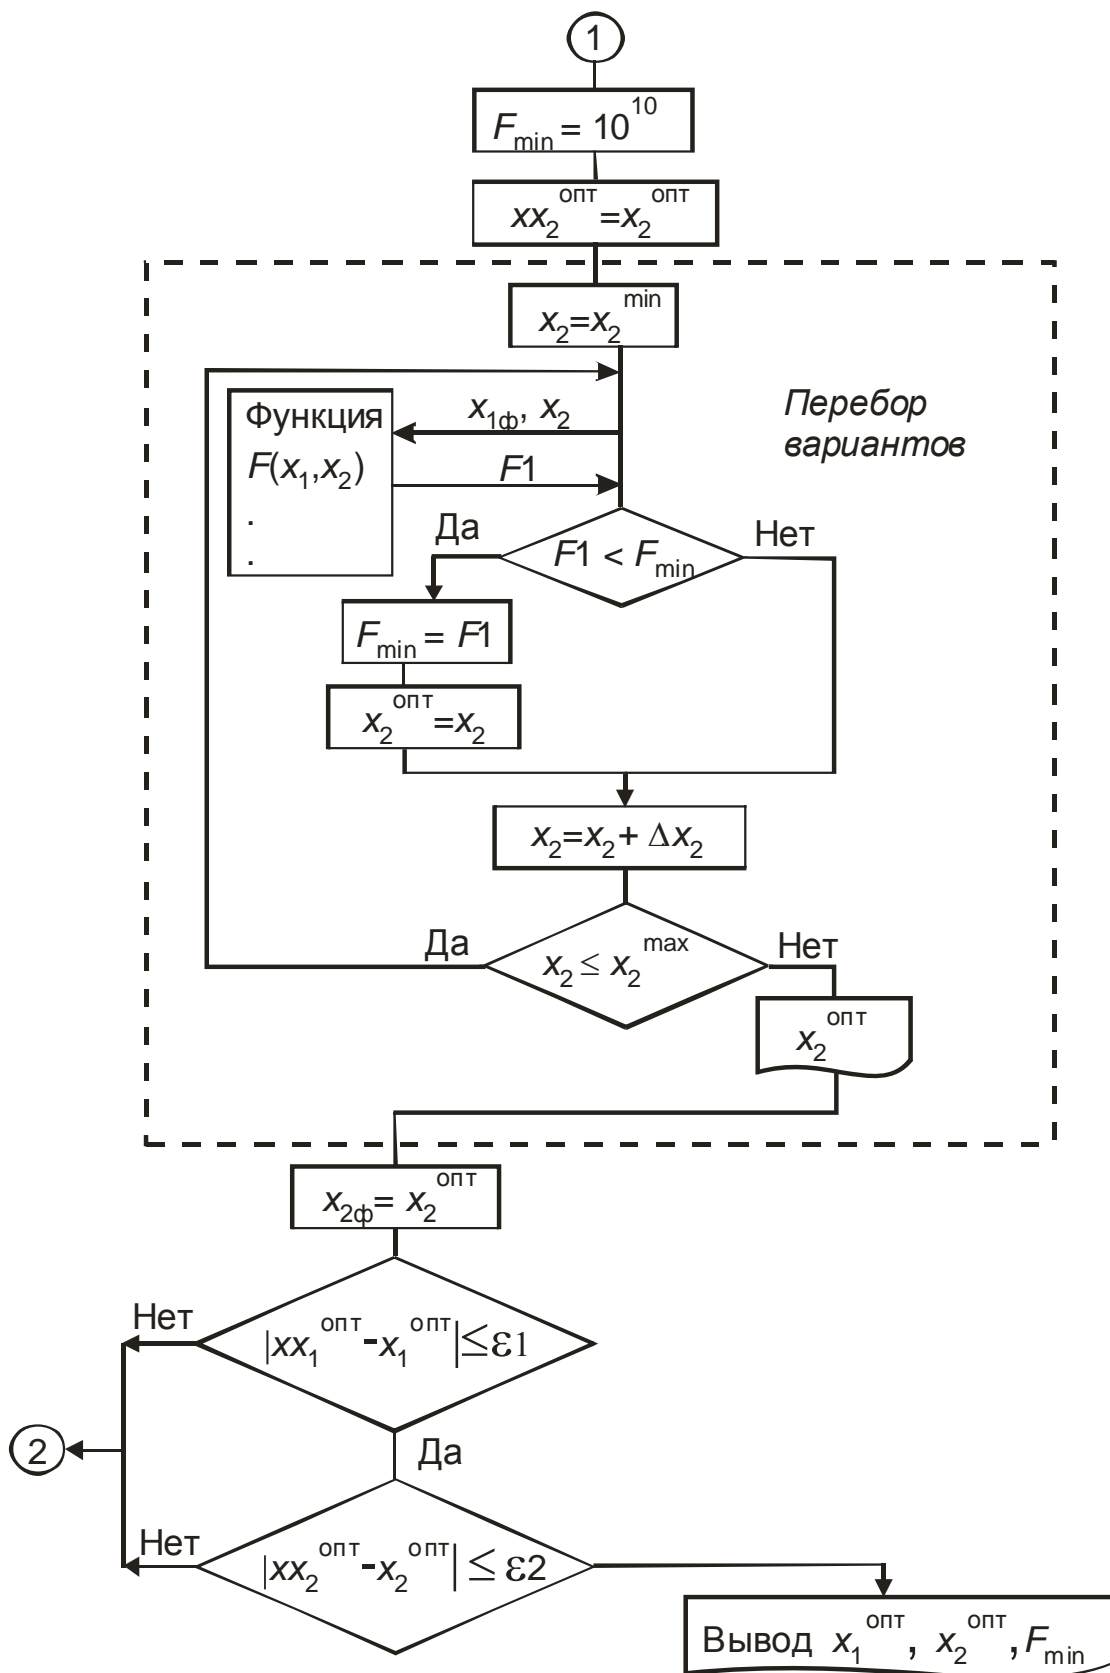 1
F_min = 10^10
xx_2^опт = x_2^опт
x_2 = x_2^min
Перебор
вариантов
Функция
F(x_1, x_2)
.
.
x_1ф, x_2
F1
Да
F1 < F_min
Нет
F_min = F1
x_2^опт = x_2
x_2 = x_2 + Δx_2
Да
x_2 ≤ x_2^max
Нет
x_2^опт
x_2ф = x_2^опт
Нет
|xx_1^опт - x_1^опт| ≤ ε1
2
Да
Нет
|xx_2^опт - x_2^опт| ≤ ε2
Вывод x_1^опт, x_2^опт, F_min